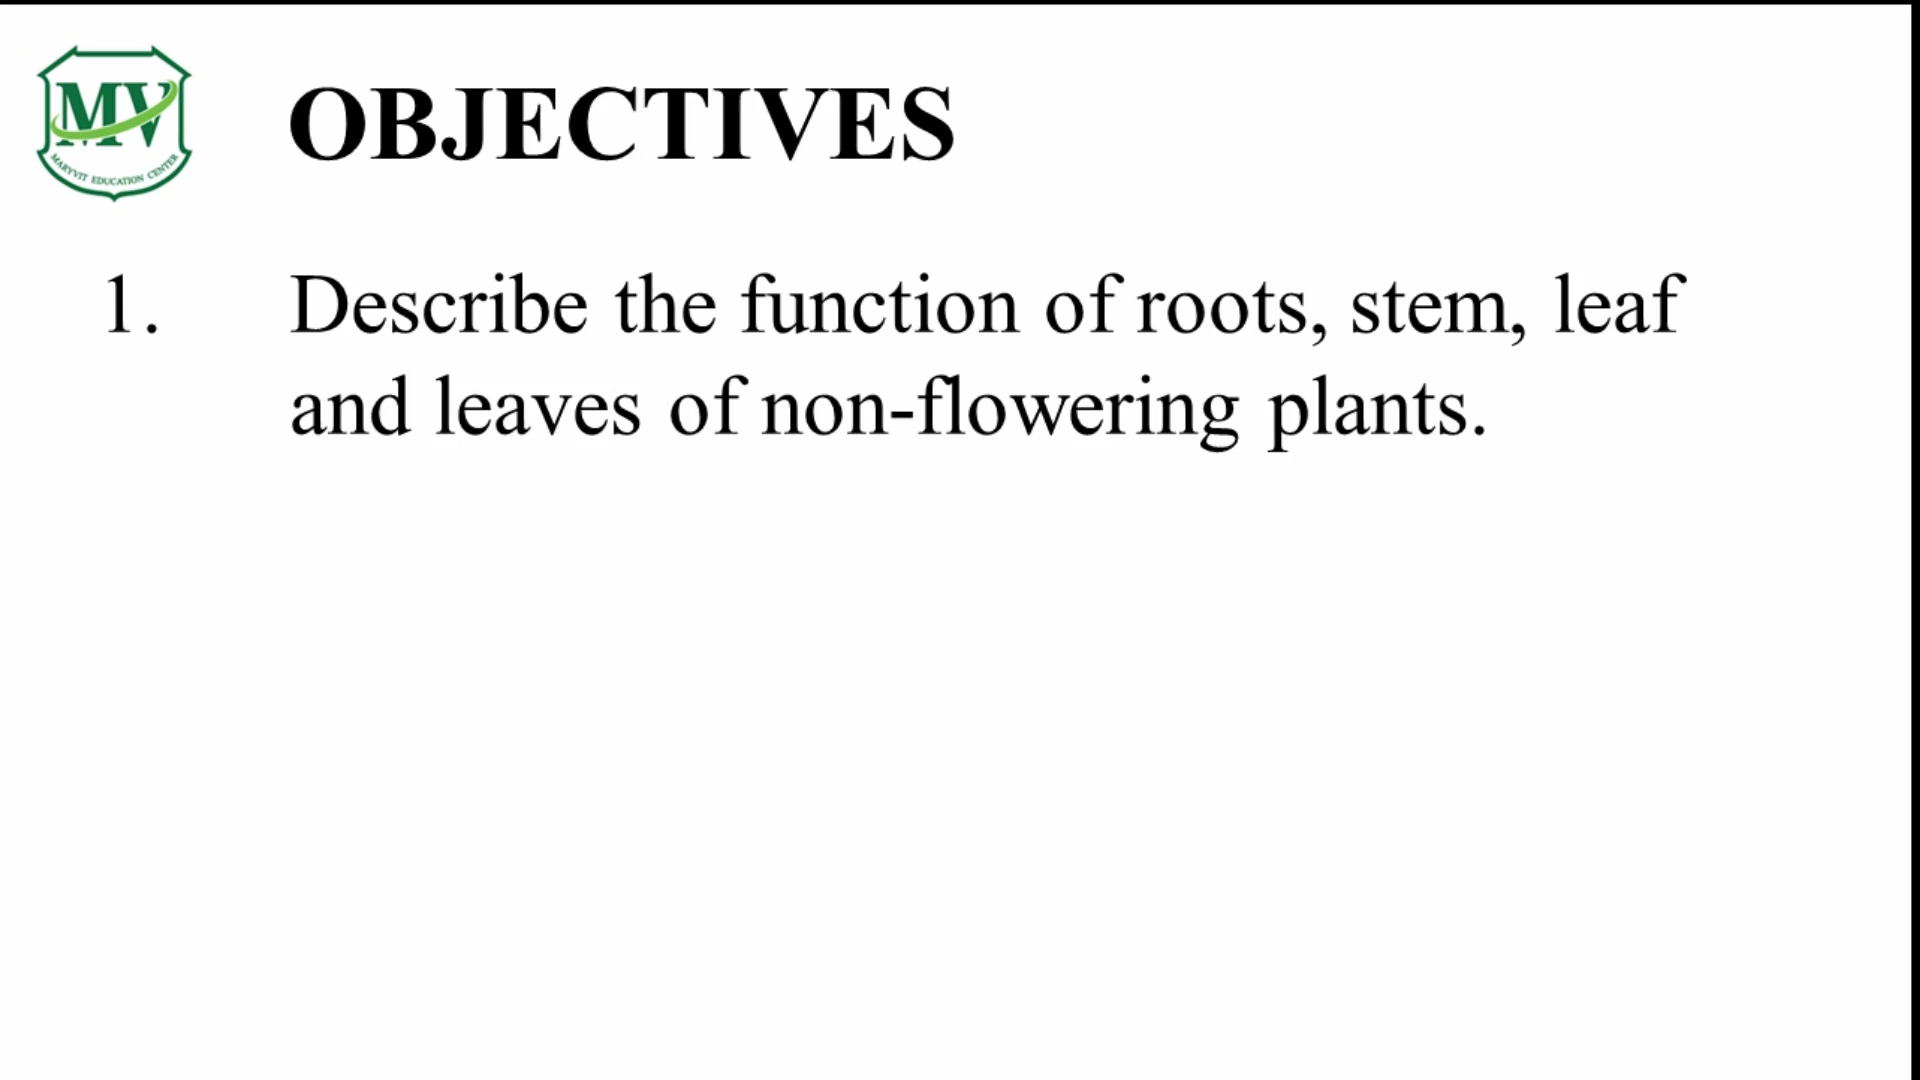 MV
MARYVIT EDUCATION CENTER
OBJECTIVES
1. Describe the function of roots, stem, leaf
and leaves of non-flowering plants.